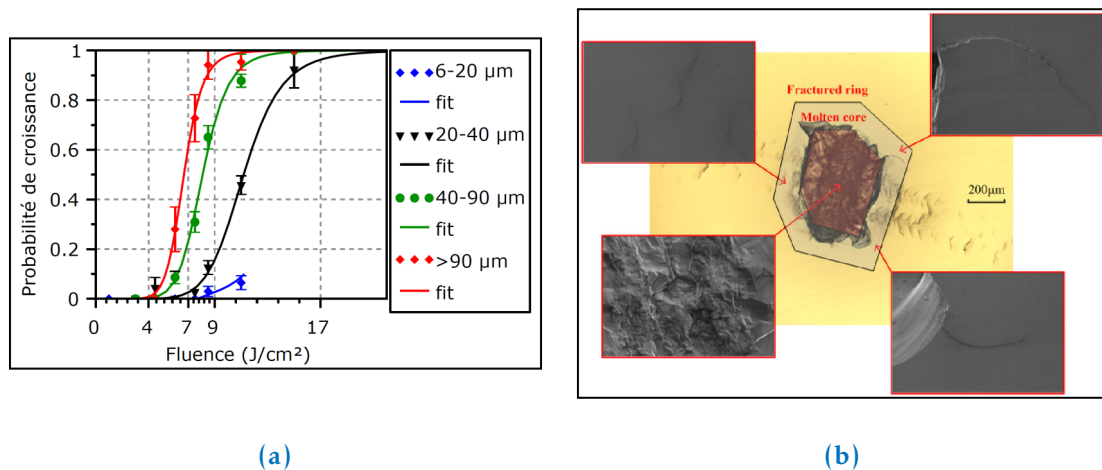 1
0.8
0.6
0.4
0.2
0
0 4 7 9 17
Probabilité de croissance
Fluence (J/cm²)
6-20 µm
fit
20-40 µm
fit
40-90 µm
fit
>90 µm
fit
(a)
Fractured ring
Molten core
200µm
(b)